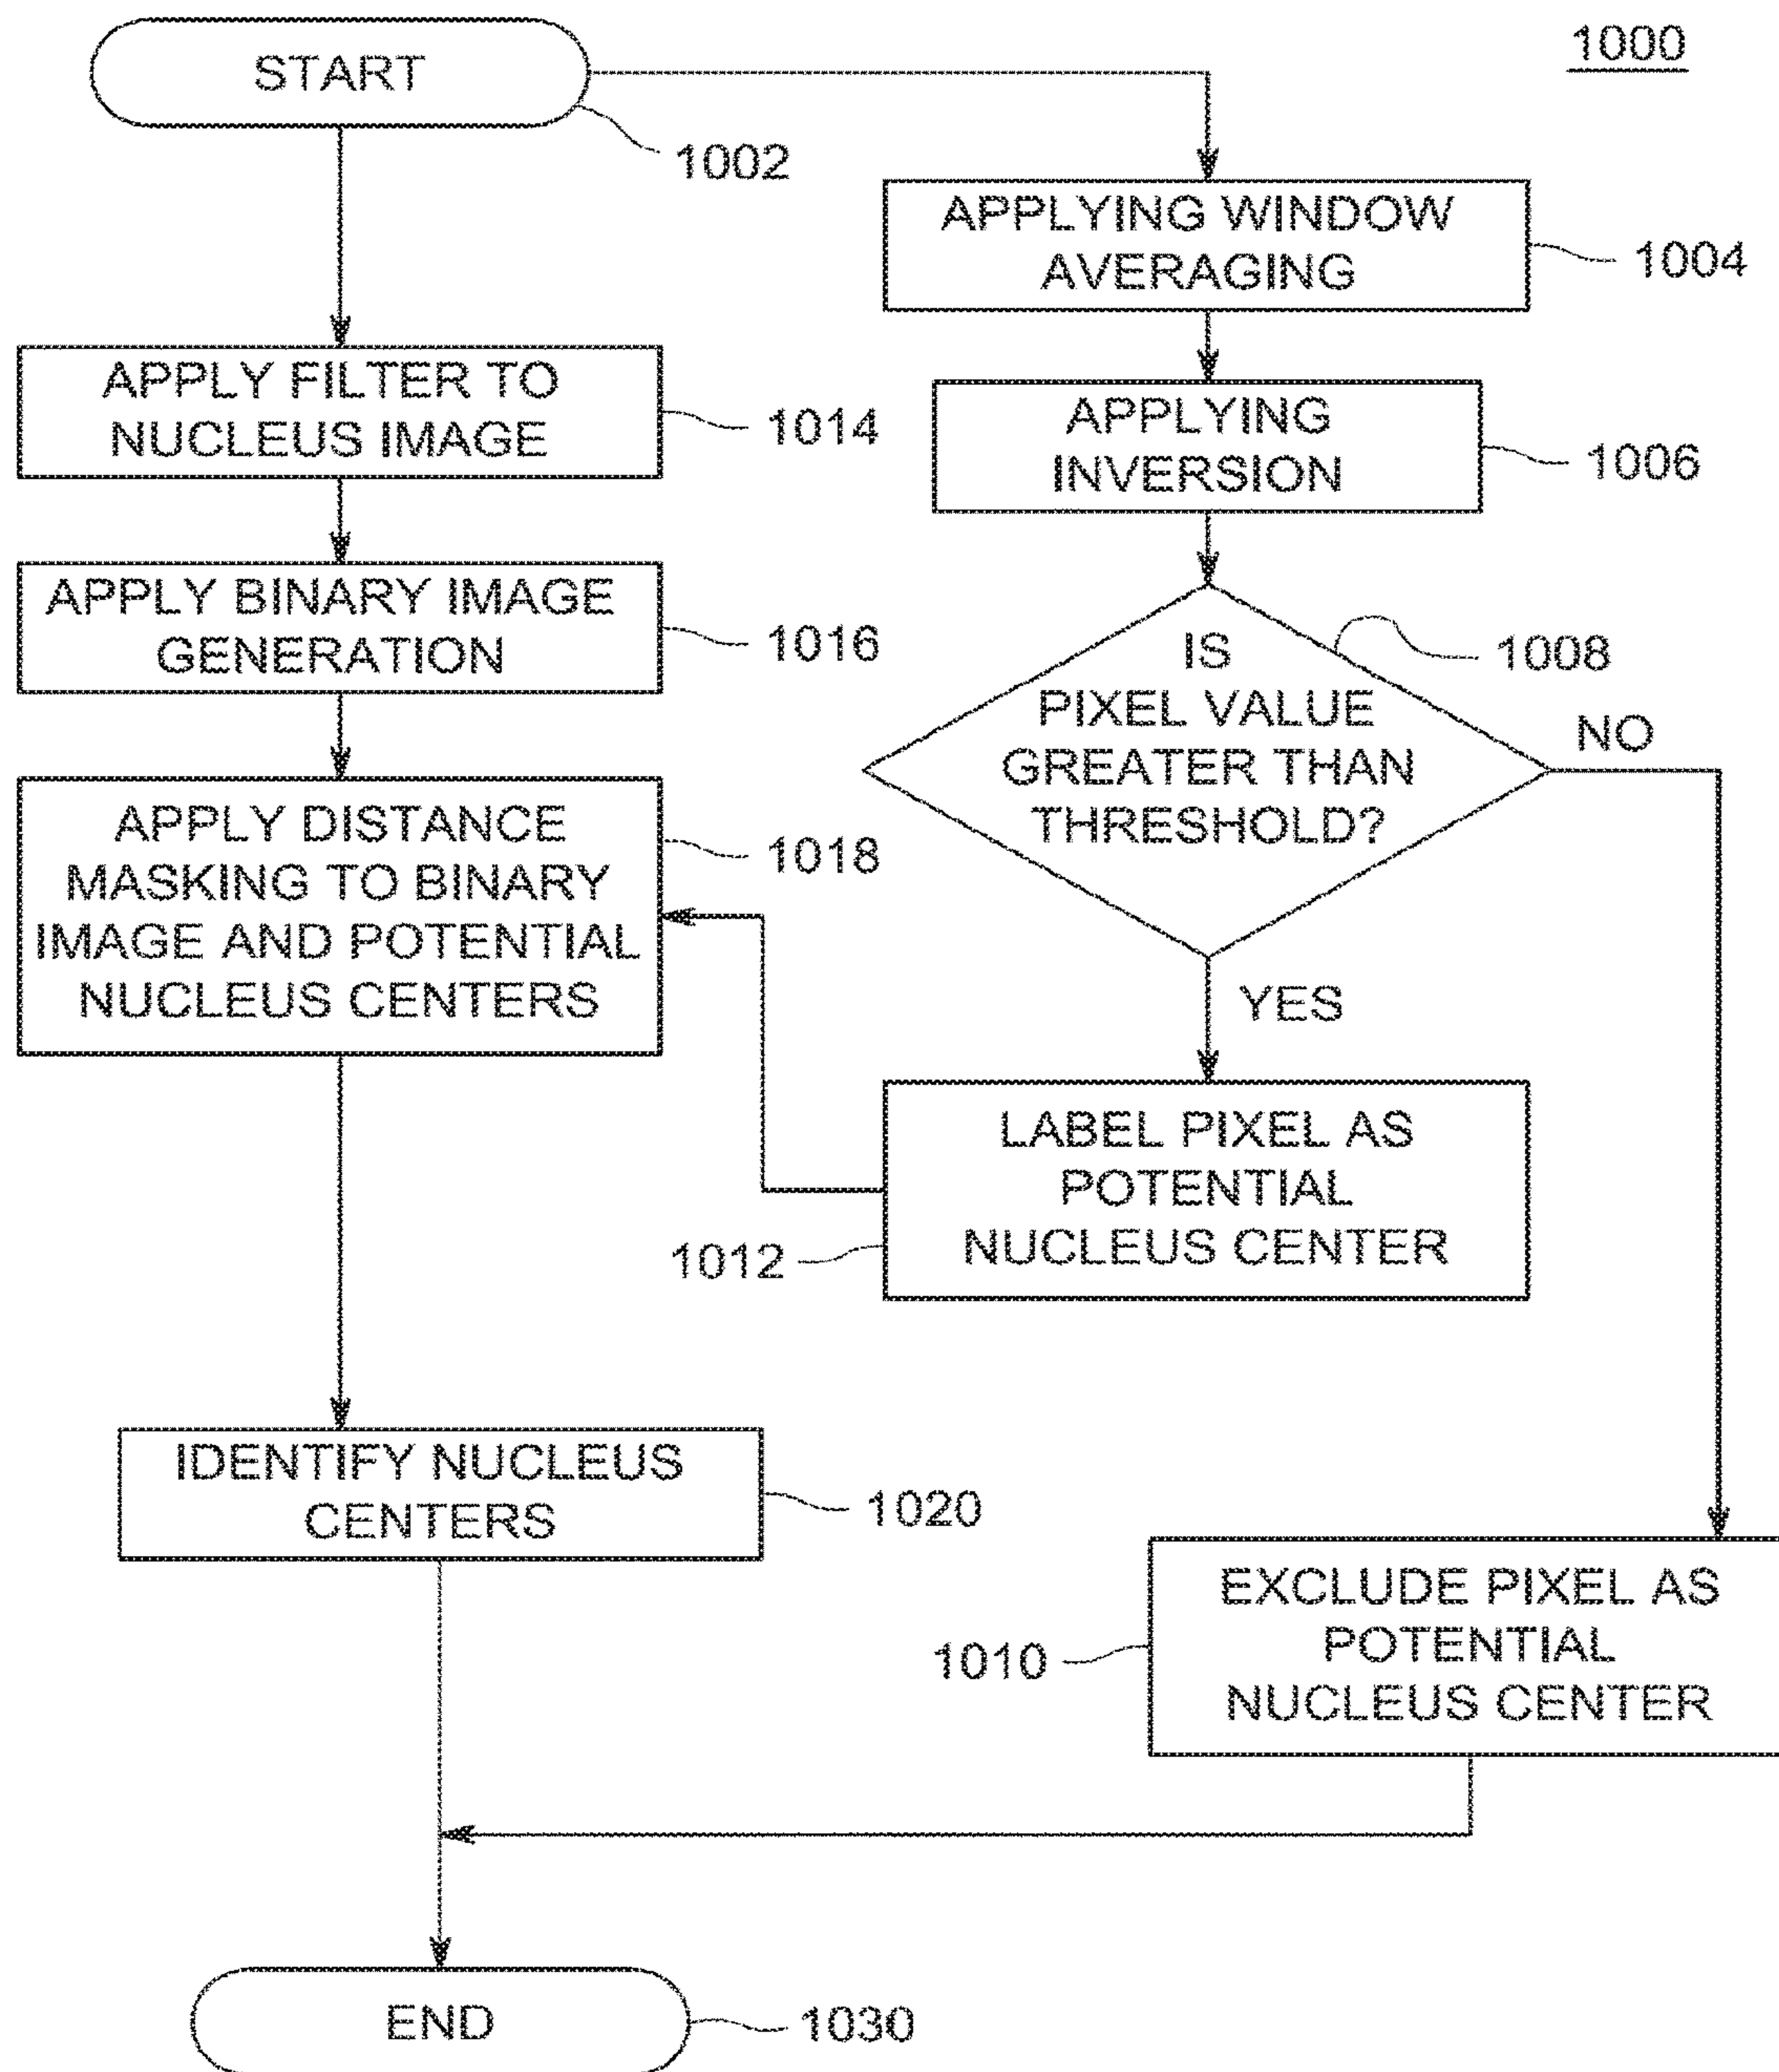 1000
START
1002
APPLYING WINDOW
AVERAGING
1004
APPLY FILTER TO
NUCLEUS IMAGE
1014
APPLYING
INVERSION
1006
APPLY BINARY IMAGE
GENERATION
1016
IS
PIXEL VALUE
GREATER THAN
THRESHOLD?
1008
NO
YES
APPLY DISTANCE
MASKING TO BINARY
IMAGE AND POTENTIAL
NUCLEUS CENTERS
1018
LABEL PIXEL AS
POTENTIAL
NUCLEUS CENTER
1012
IDENTIFY NUCLEUS
CENTERS
1020
EXCLUDE PIXEL AS
POTENTIAL
NUCLEUS CENTER
1010
END
1030